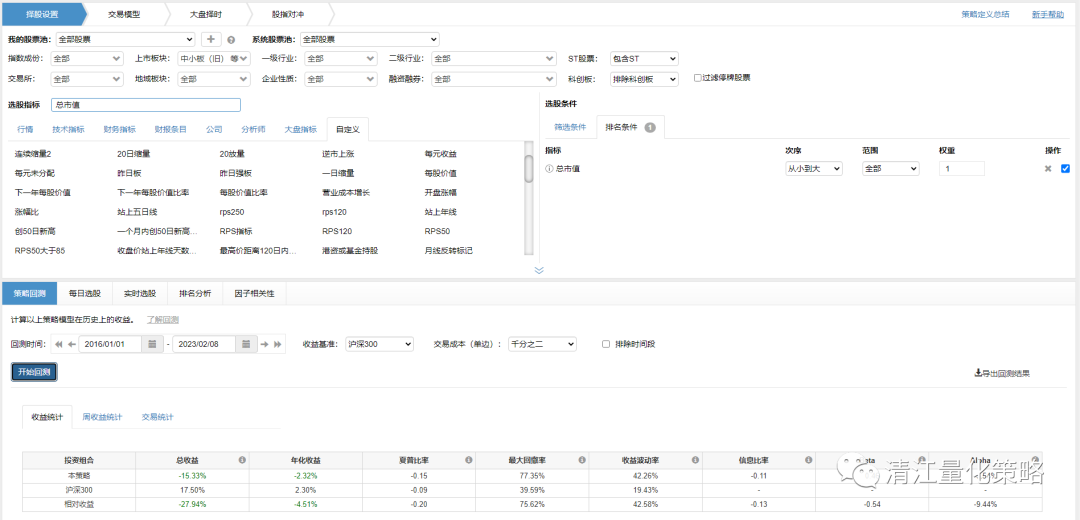 择股设置 交易模型 大盘择时 股指对冲 策略定义总结 新手帮助
我的股票池: 全部股票 系统股票池: 全部股票
指数成份: 全部 上市板块: 中小板（旧） 一级行业: 全部 二级行业: 全部 ST股票: 包含ST
交易所: 全部 地域板块: 全部 企业性质: 全部 融资融券: 全部 科创板: 排除科创板 过滤停牌股票
选股指标 总市值 选股条件
行情 技术指标 财务指标 财报条目 公司 分析师 大盘指标 自定义 筛选条件 排名条件 1
指标 次序 范围 权重 操作
总市值 从小到大 全部 1
连续缩量2 20日缩量 20放量 逆市上涨 每元收益
每元未分配 昨日板 昨日强板 一日缩量 每股价值
下一年每股价值 下一年每股价值比率 每股价值比率 营业成本增长 开盘涨幅
涨幅比 站上五日线 rps250 rps120 站上年线
创50日新高 一个月内创50日新高... RPS指标 RPS120 RPS50
RPS50大于85 收盘价站上年线天数... 最高价距离120日内... 港资或基金持股 月线反转标记
策略回测 每日选股 实时选股 排名分析 因子相关性
计算以上策略模型在历史上的收益。 了解回测
回测时间: 2016/01/01 - 2023/02/08 收益基准: 沪深300 交易成本（单边）: 千分之二 排除时间段
开始回测 导出回测结果
收益统计 周收益统计 交易统计
投资组合 总收益 年化收益 夏普比率 最大回撤率 收益波动率 信息比率 Alpha
本策略 -15.33% -2.32% -0.15 77.35% 42.26% -0.11
沪深300 17.50% 2.30% -0.09 39.59% 19.43% - - -
相对收益 -27.94% -4.51% -0.20 75.62% 42.58% -0.13 -0.54 -9.44%
清江量化策略